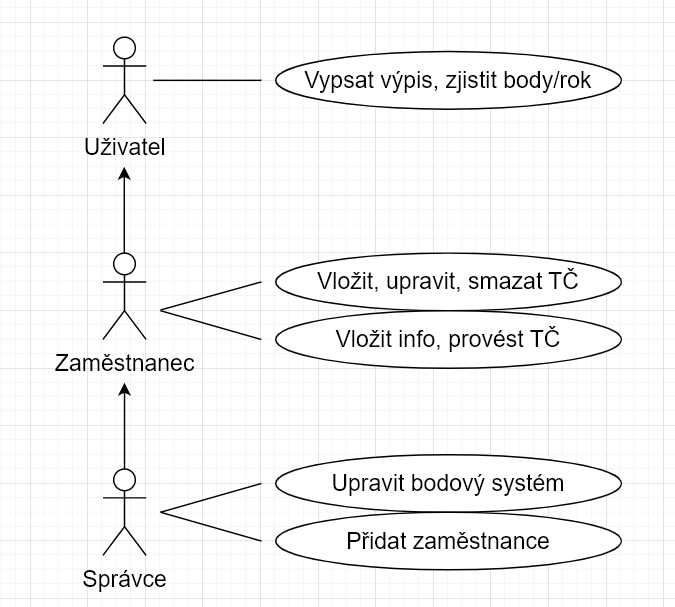 Vypsat výpis, zjistit body/rok
Uživatel
Vložit, upravit, smazat TČ
Vložit info, provést TČ
Zaměstnanec
Upravit bodový systém
Přidat zaměstnance
Správce